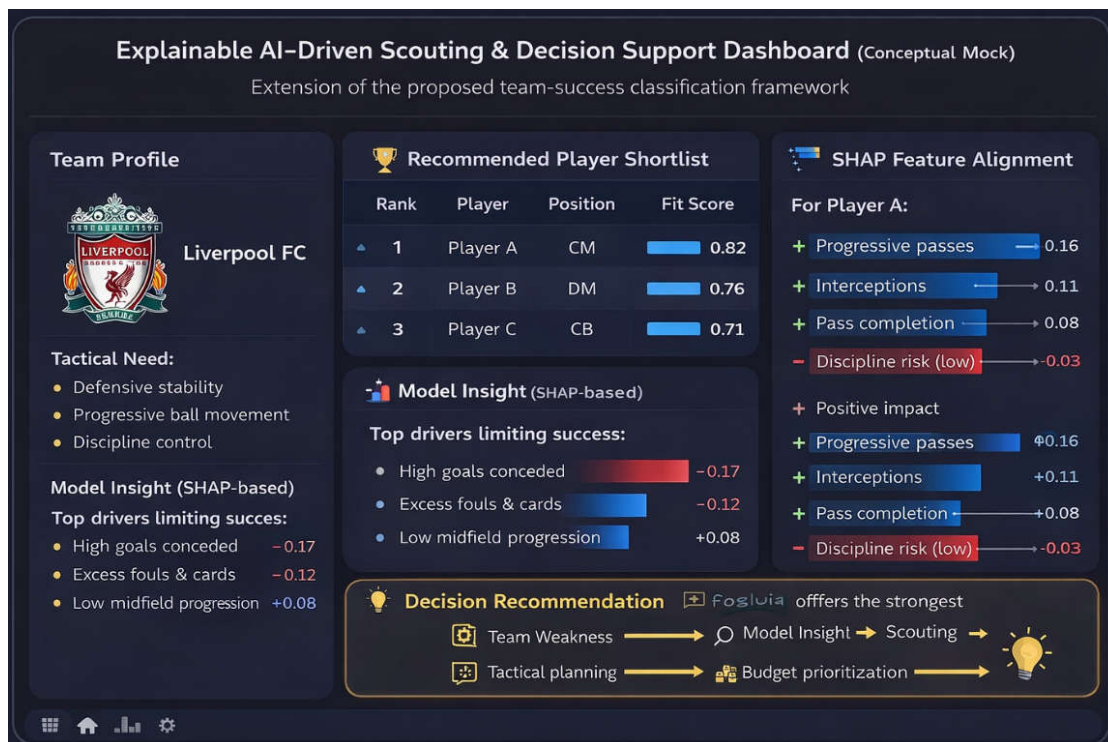 Explainable AI-Driven Scouting & Decision Support Dashboard (Conceptual Mock)
Extension of the proposed team-success classification framework
Team Profile
LIVERPOOL
Liverpool FC
Tactical Need:
Defensive stability
Progressive ball movement
Discipline control
Model Insight (SHAP-based)
Top drivers limiting succes:
High goals conceded −0.17
Excess fouls & cards −0.12
Low midfield progression +0.08
Recommended Player Shortlist
Rank Player Position Fit Score
1 Player A CM 0.82
2 Player B DM 0.76
3 Player C CB 0.71
Model Insight (SHAP-based)
Top drivers limiting success:
High goals conceded −0.17
Excess fouls & cards −0.12
Low midfield progression +0.08
SHAP Feature Alignment
For Player A:
+ Progressive passes 0.16
+ Interceptions 0.11
+ Pass completion 0.08
− Discipline risk (low) -0.03
+ Positive impact
+ Progressive passes 0.16
+ Interceptions +0.11
+ Pass completion +0.08
− Discipline risk (low) -0.03
Decision Recommendation offfers the strongest
Team Weakness Model Insight Scouting
Tactical planning Budget prioritization